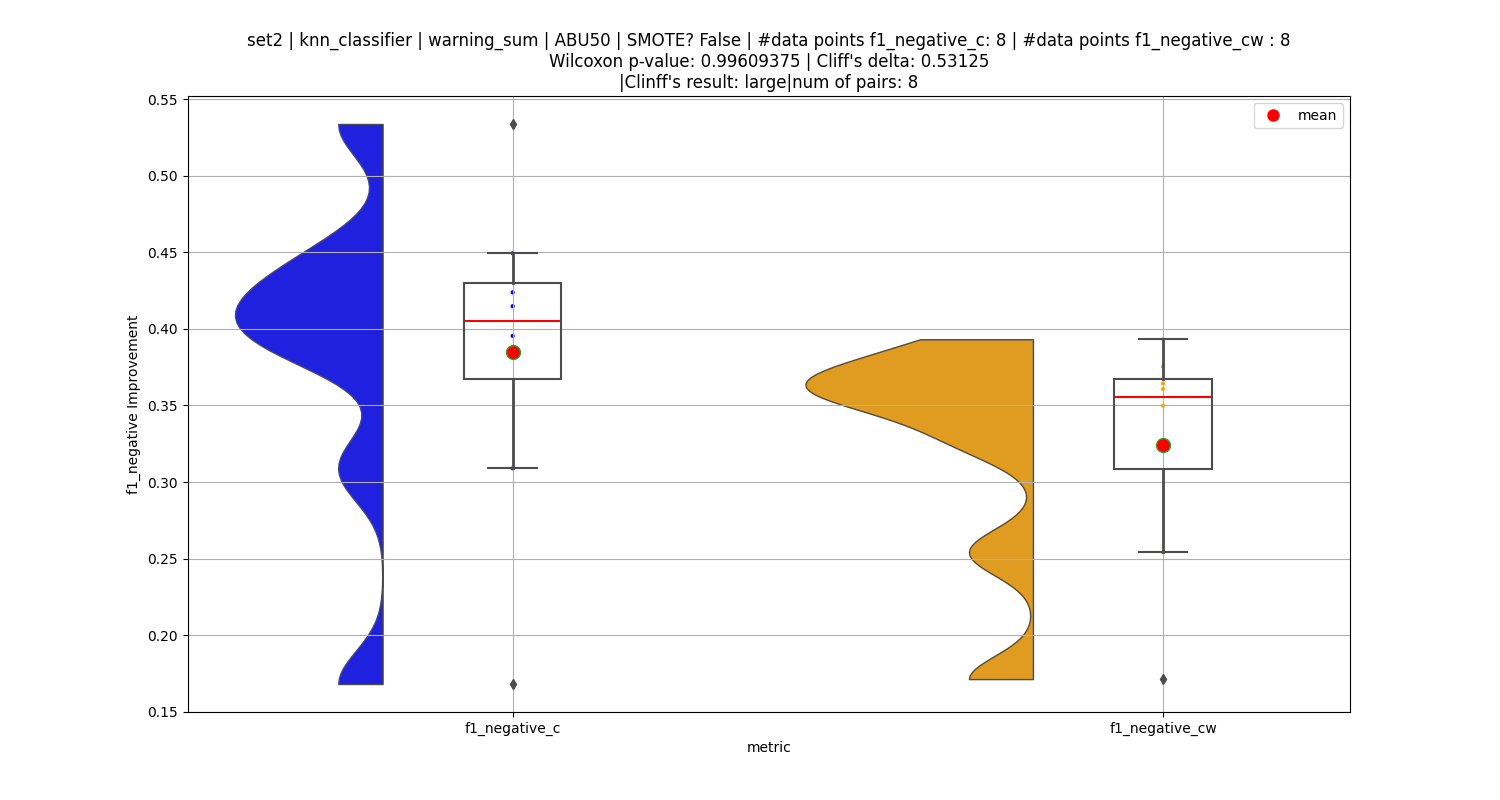 set2 | knn_classifier | warning_sum | ABU50 | SMOTE? False | #data points f1_negative_c: 8 | #data points f1_negative_cw : 8
Wilcoxon p-value: 0.99609375 | Cliff's delta: 0.53125
|Clinff's result: large|num of pairs: 8
mean
f1_negative Improvement
0.55
0.50
0.45
0.40
0.35
0.30
0.25
0.20
0.15
f1_negative_c
f1_negative_cw
metric